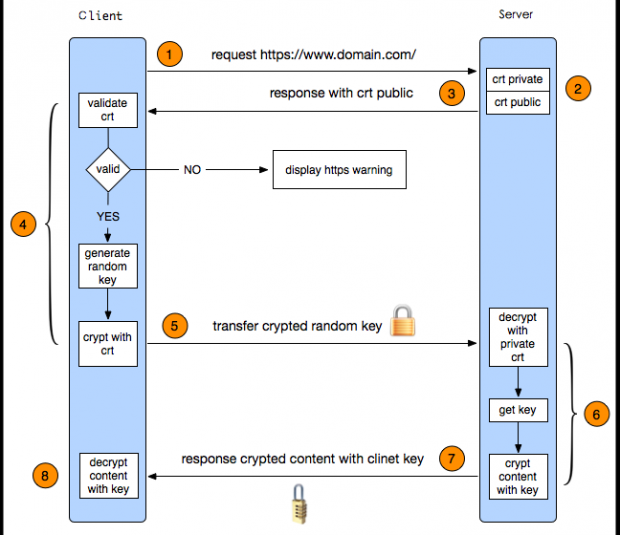 Client
Server
1
request https://www.domain.com/
crt private
crt public
2
response with crt public
3
validate
crt
valid
NO
display https warning
YES
4
generate
random
key
crypt with
crt
5
transfer crypted random key
decrypt
with
private
crt
get key
6
crypt
content
with key
response crypted content with clinet key
7
8
decrypt
content
with key